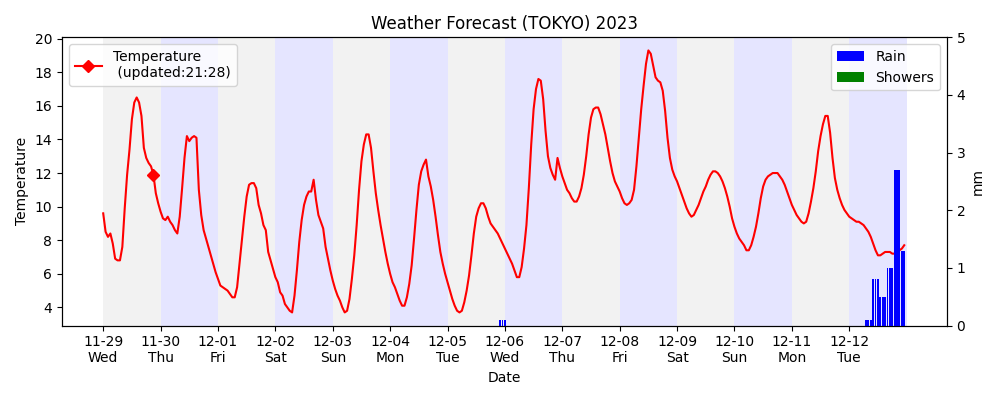 Weather Forecast (TOKYO) 2023
Temperature
(updated:21:28)
Rain
Showers
Temperature
20
18
16
14
12
10
8
6
4
5
4
3
2
1
0
mm
11-29 11-30 12-01 12-02 12-03 12-04 12-05 12-06 12-07 12-08 12-09 12-10 12-11 12-12
Wed Thu Fri Sat Sun Mon Tue Wed Thu Fri Sat Sun Mon Tue
Date